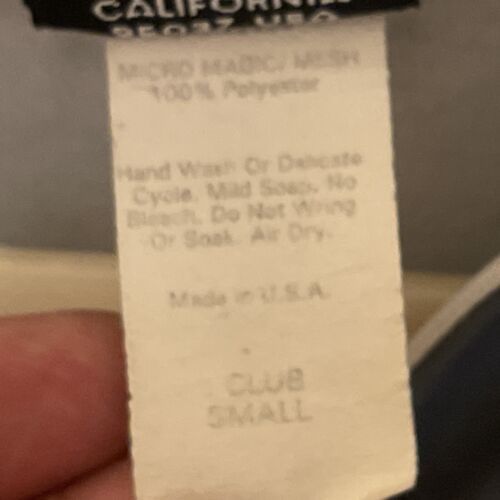 CALIFORNIA
MICRO MAGIC/MESH
100% Polyester
Hand Wash Or Delicate
Cycle. Mild Soap. No
Bleach. Do Not Wring
Or Soak. Air Dry.
Made in U.S.A.
CLUB
SMALL